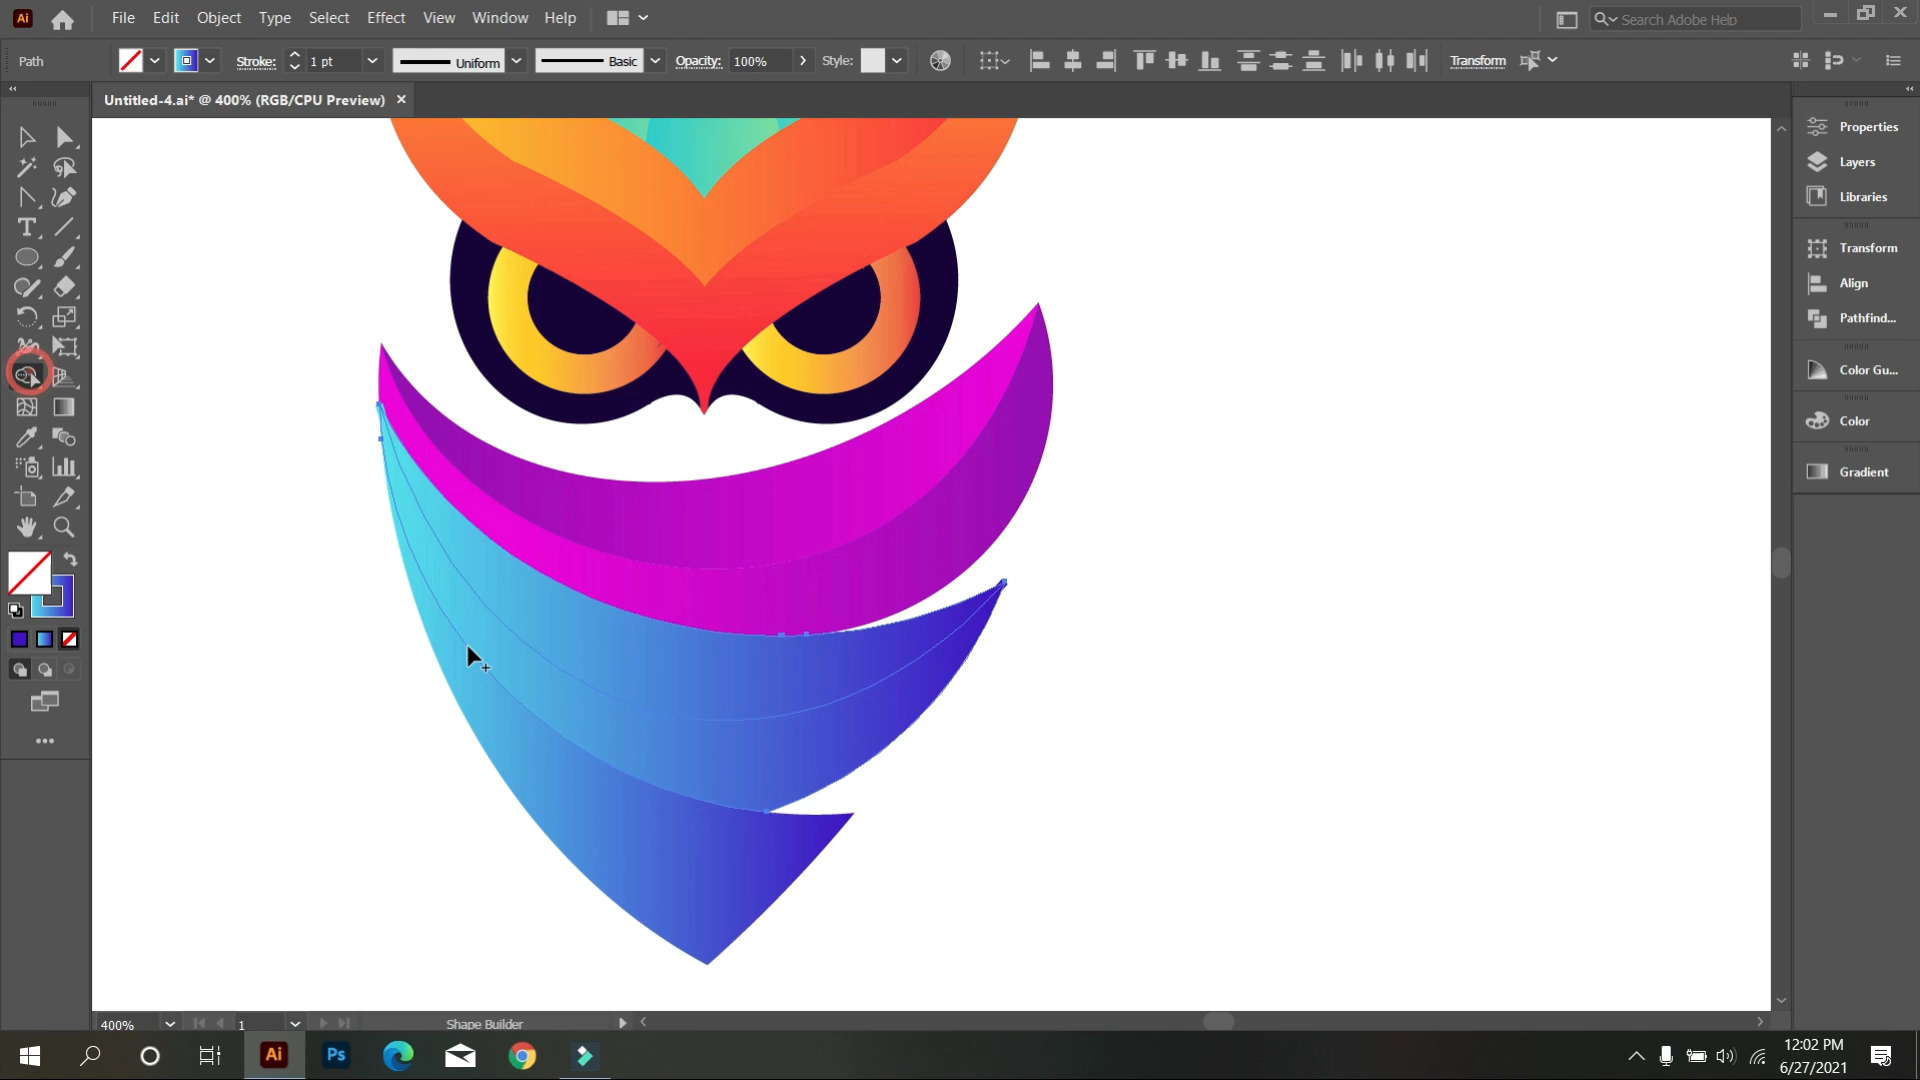 Ai File Edit Object Type Select Effect View Window Help Search Adobe Help
Path Stroke: 1 pt Uniform Basic Opacity: 100% Style: Transform
Untitled-4.ai* @ 400% (RGB/CPU Preview) ×
Properties
Layers
Libraries
Transform
Align
Pathfind...
Color Gu...
Color
Gradient
T
400% 1 Shape Builder
Ai Ps 12:02 PM
6/27/2021